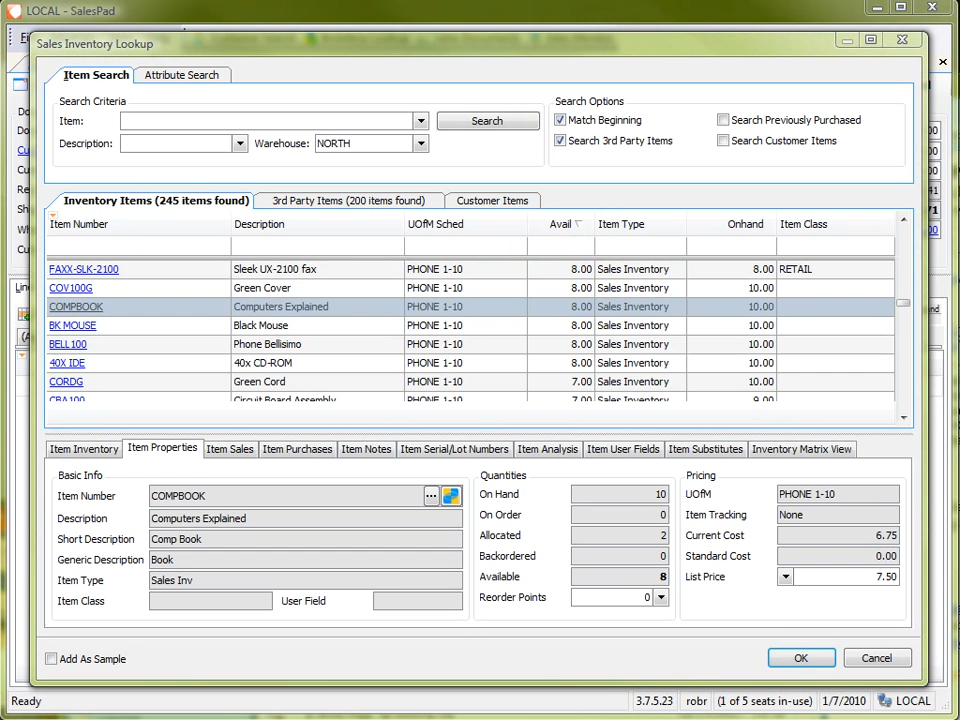 LOCAL - SalesPad
Sales Inventory Lookup
Item Search
Attribute Search
Search Criteria
Item:
Search
Description:
Warehouse:
NORTH
Search Options
Match Beginning
Search Previously Purchased
Search 3rd Party Items
Search Customer Items
Inventory Items (245 items found)
3rd Party Items (200 items found)
Customer Items
Item Number Description UOfM Sched Avail Item Type Onhand Item Class
FAXX-SLK-2100 Sleek UX-2100 fax PHONE 1-10 8.00 Sales Inventory 8.00 RETAIL
COV100G Green Cover PHONE 1-10 8.00 Sales Inventory 10.00
COMPBOOK Computers Explained PHONE 1-10 8.00 Sales Inventory 10.00
BK MOUSE Black Mouse PHONE 1-10 8.00 Sales Inventory 10.00
BELL100 Phone Bellisimo PHONE 1-10 8.00 Sales Inventory 10.00
40X IDE 40x CD-ROM PHONE 1-10 8.00 Sales Inventory 10.00
CORDG Green Cord PHONE 1-10 7.00 Sales Inventory 10.00
CBA100 Circuit Board Assembly PHONE 1-10 7.00 Sales Inventory 9.00
Item Inventory
Item Properties
Item Sales
Item Purchases
Item Notes
Item Serial/Lot Numbers
Item Analysis
Item User Fields
Item Substitutes
Inventory Matrix View
Basic Info
Item Number COMPBOOK ...
Description Computers Explained
Short Description Comp Book
Generic Description Book
Item Type Sales Inv
Item Class
User Field
Quantities
On Hand 10
On Order 0
Allocated 2
Backordered 0
Available 8
Reorder Points 0
Pricing
UOfM PHONE 1-10
Item Tracking None
Current Cost 6.75
Standard Cost 0.00
List Price 7.50
Add As Sample
OK
Cancel
Ready
3.7.5.23
robr
(1 of 5 seats in-use)
1/7/2010
LOCAL